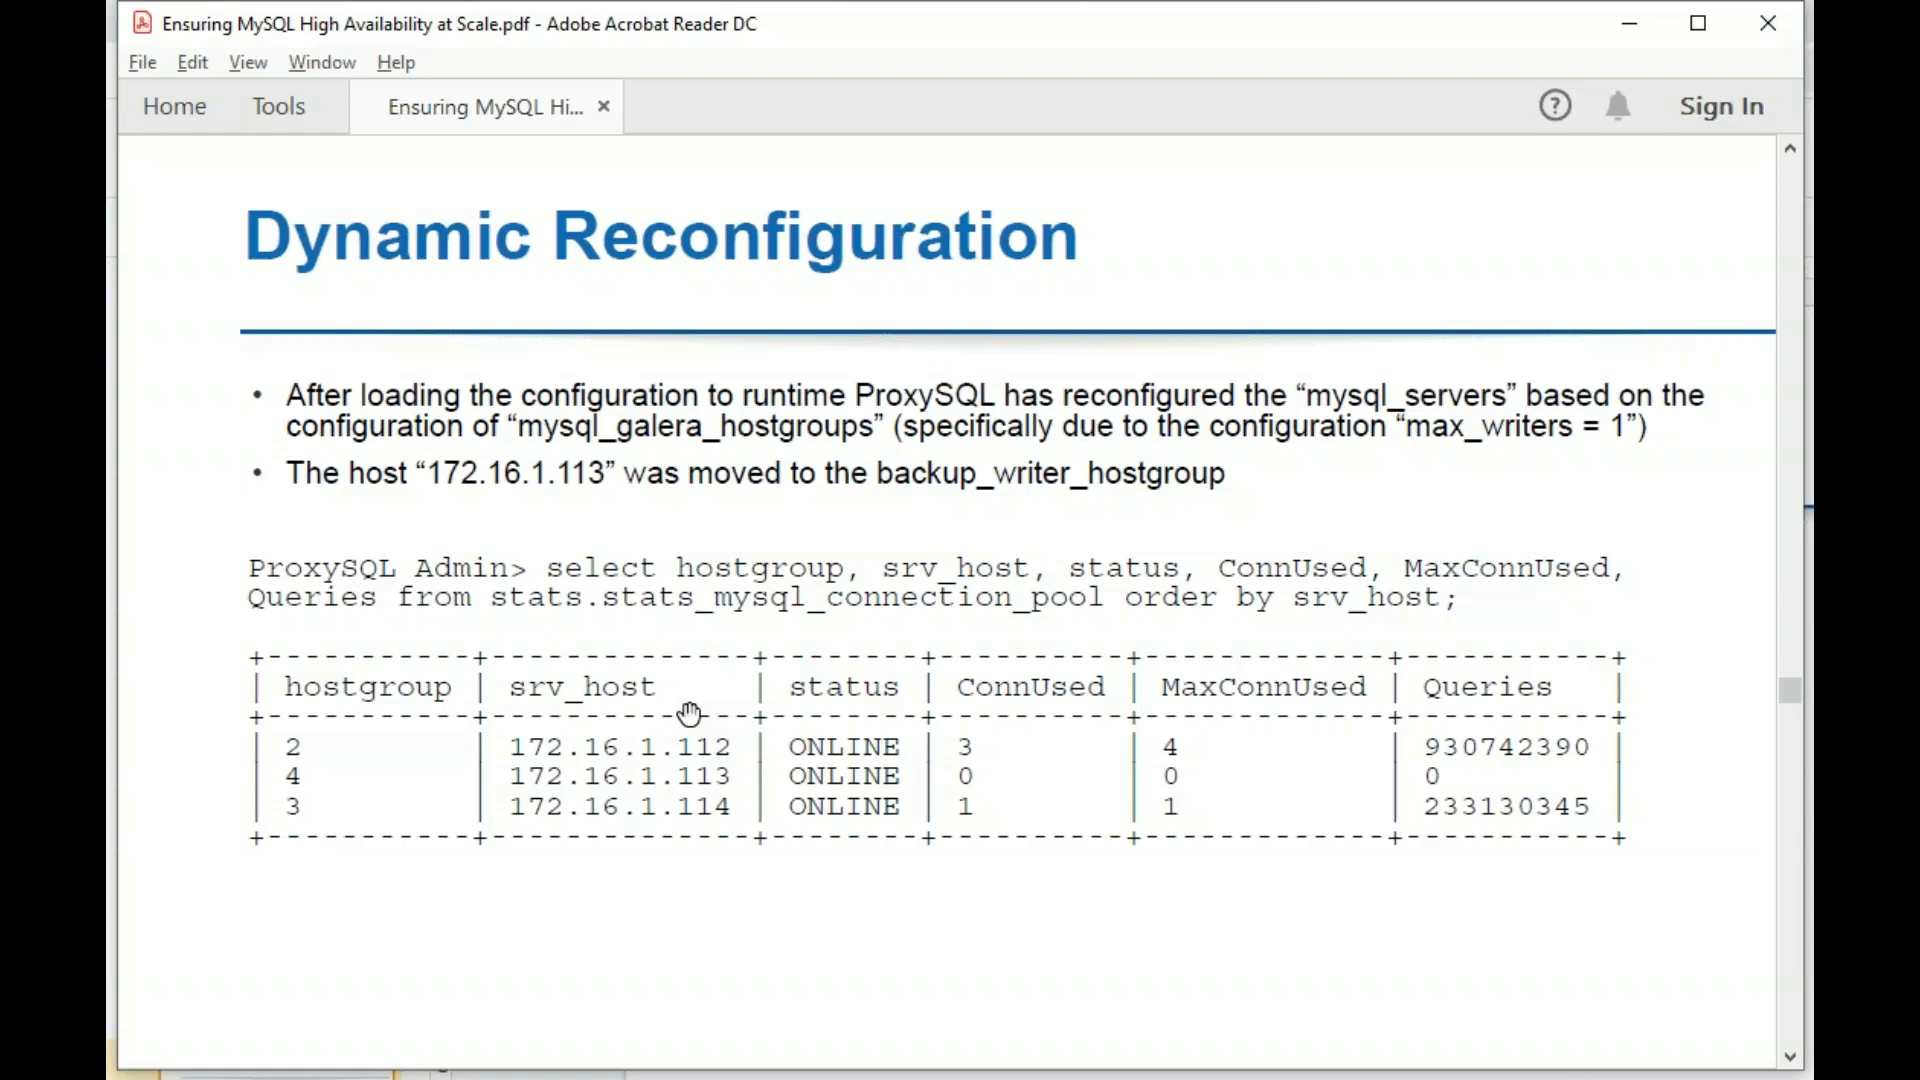 Ensuring MySQL High Availability at Scale.pdf - Adobe Acrobat Reader DC
File Edit View Window Help
Home Tools Ensuring MySQL Hi... × ? Sign In
Dynamic Reconfiguration
• After loading the configuration to runtime ProxySQL has reconfigured the “mysql_servers” based on the
configuration of “mysql_galera_hostgroups” (specifically due to the configuration “max_writers = 1”)
• The host “172.16.1.113” was moved to the backup_writer_hostgroup
ProxySQL Admin> select hostgroup, srv_host, status, ConnUsed, MaxConnUsed,
Queries from stats.stats_mysql_connection_pool order by srv_host;
+-----------+--------------+--------+----------+-------------+-----------+
| hostgroup | srv_host | status | ConnUsed | MaxConnUsed | Queries |
+-----------+--------------+--------+----------+-------------+-----------+
| 2 | 172.16.1.112 | ONLINE | 3 | 4 | 930742390 |
| 4 | 172.16.1.113 | ONLINE | 0 | 0 | 0 |
| 3 | 172.16.1.114 | ONLINE | 1 | 1 | 233130345 |
+-----------+--------------+--------+----------+-------------+-----------+